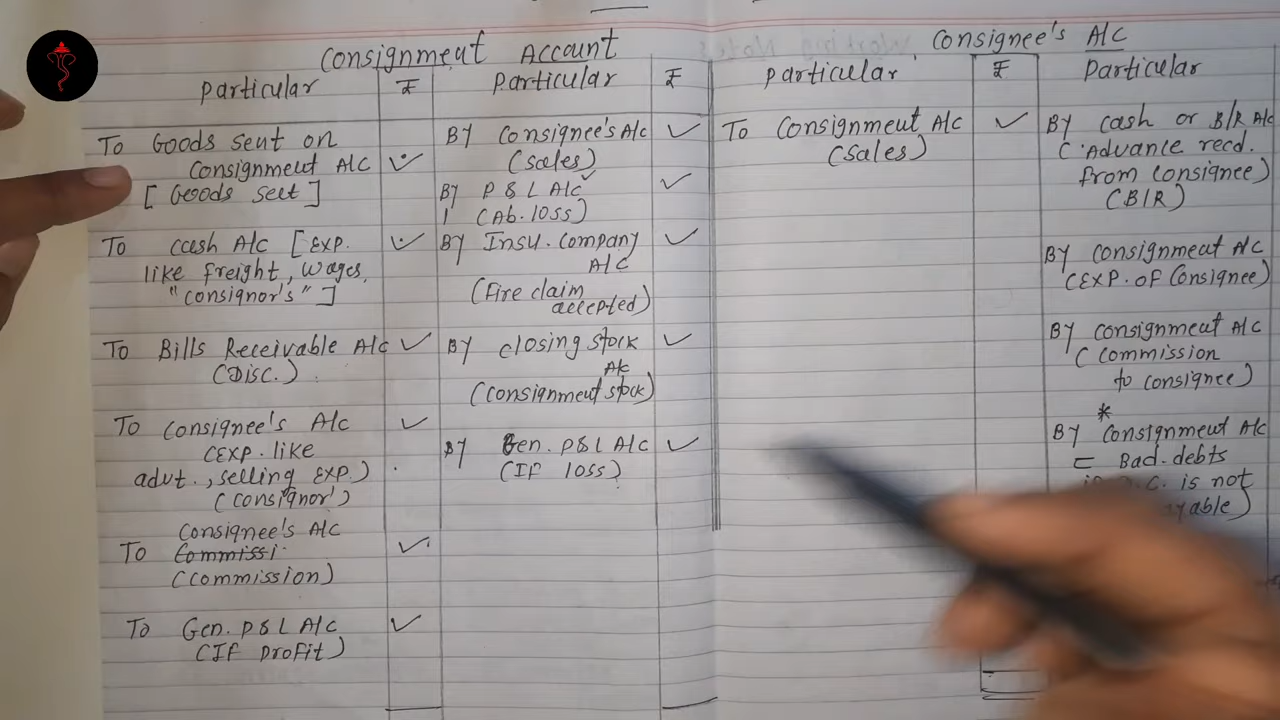 Consignment Account
Particular ₹ Particular ₹
To Goods sent on
Consignment A/c
[Goods sent]
To cash A/c [Exp.
like freight, wages,
"consignor's"]
To Bills Receivable A/c
(Disc.)
To Consignee's A/c
(Exp. like
advt., selling Exp)
(consignor')
Consignee's A/c
To Commissi
(commission)
To Gen. P & L A/c
(IF Profit)
By Consignee's A/c
(Sales)
By P & L A/c
(Ab. loss)
By Insu. Company
A/c
(Fire claim
accepted)
By closing stock
A/c
(consignment stock)
By Gen. P & L A/c
(IF loss)
Consignee's A/c
Particular ₹ Particular
To Consignment A/c
(Sales)
By cash or B/R A/c
(Advance recd.
from consignee)
(B/R)
By consignment A/c
(Exp. of Consignee)
By consignment A/c
(commission
to consignee)
*
By Consignment A/c
Bad-debts
is not